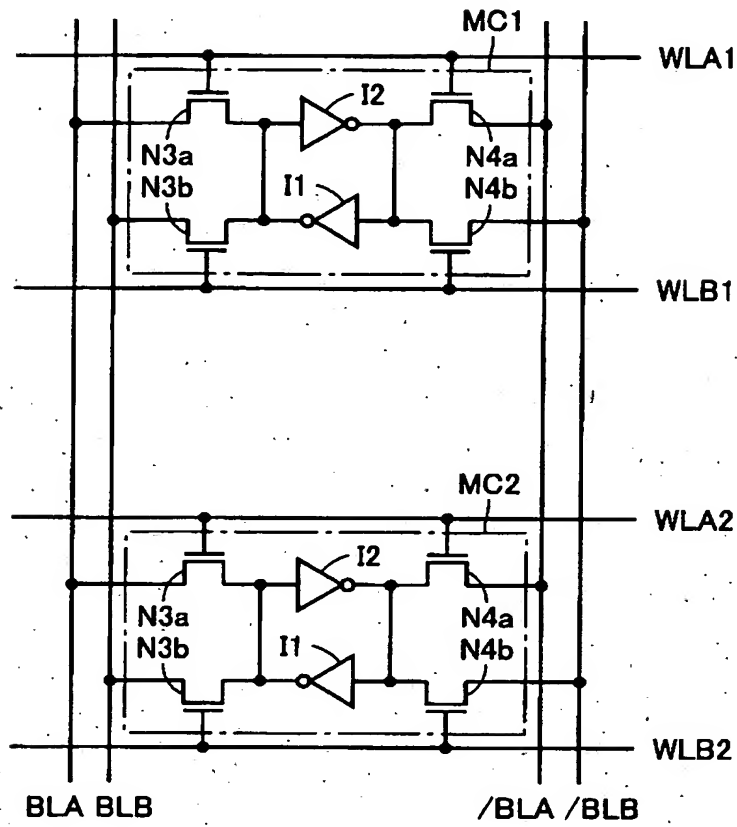 MC1
WLA1
I2
N3a
N4a
I1
N3b
N4b
WLB1
MC2
WLA2
I2
N3a
N4a
I1
N3b
N4b
WLB2
BLA BLB /BLA /BLB